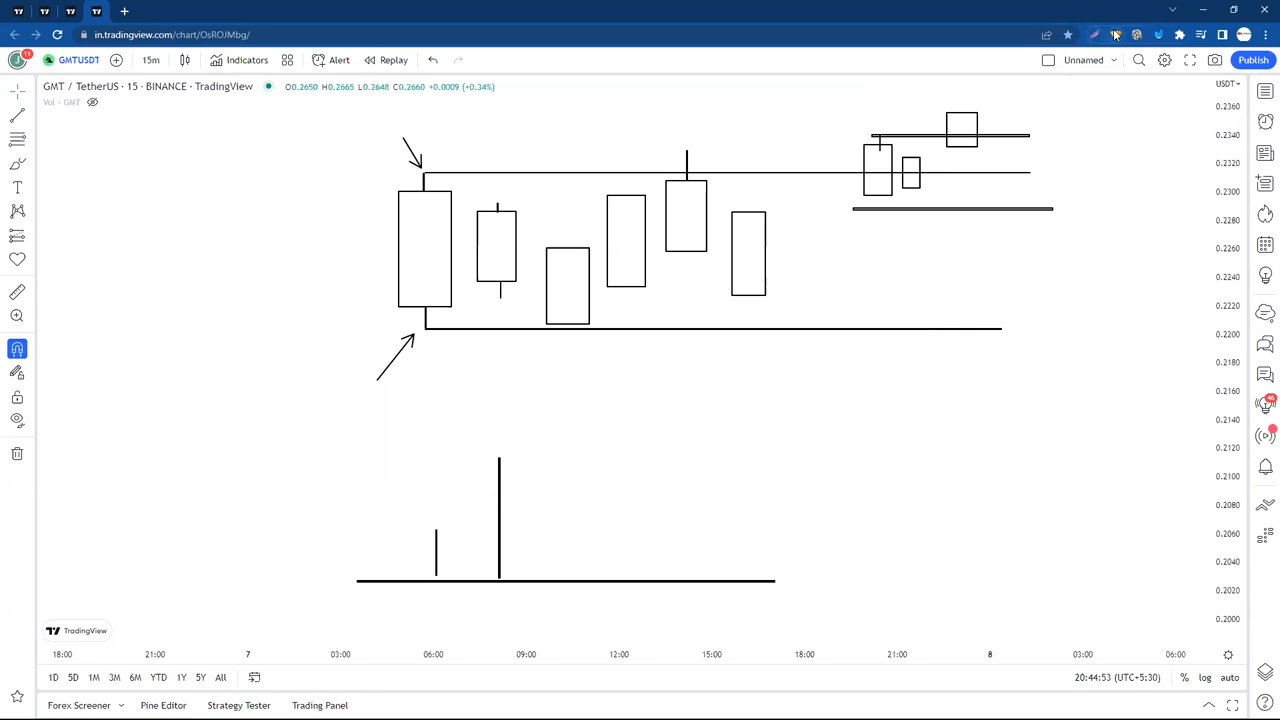 in.tradingview.com/chart/OsROJMbg/
J 11 GMTUSDT 15m Indicators Alert Replay Unnamed Publish
GMT / TetherUS · 15 · BINANCE · TradingView O0.2650 H0.2665 L0.2648 C0.2660 +0.0009 (+0.34%) USDT
Vol · GMT
0.2360
0.2340
0.2320
0.2300
0.2280
0.2260
0.2240
0.2220
0.2200
0.2180
0.2160
0.2140
0.2120
0.2100
0.2080
0.2060
0.2040
0.2020
0.2000
46
TradingView
18:00 21:00 7 03:00 06:00 09:00 12:00 15:00 18:00 21:00 8 03:00 06:00
1D 5D 1M 3M 6M YTD 1Y 5Y All 20:44:53 (UTC+5:30) % log auto
Forex Screener Pine Editor Strategy Tester Trading Panel